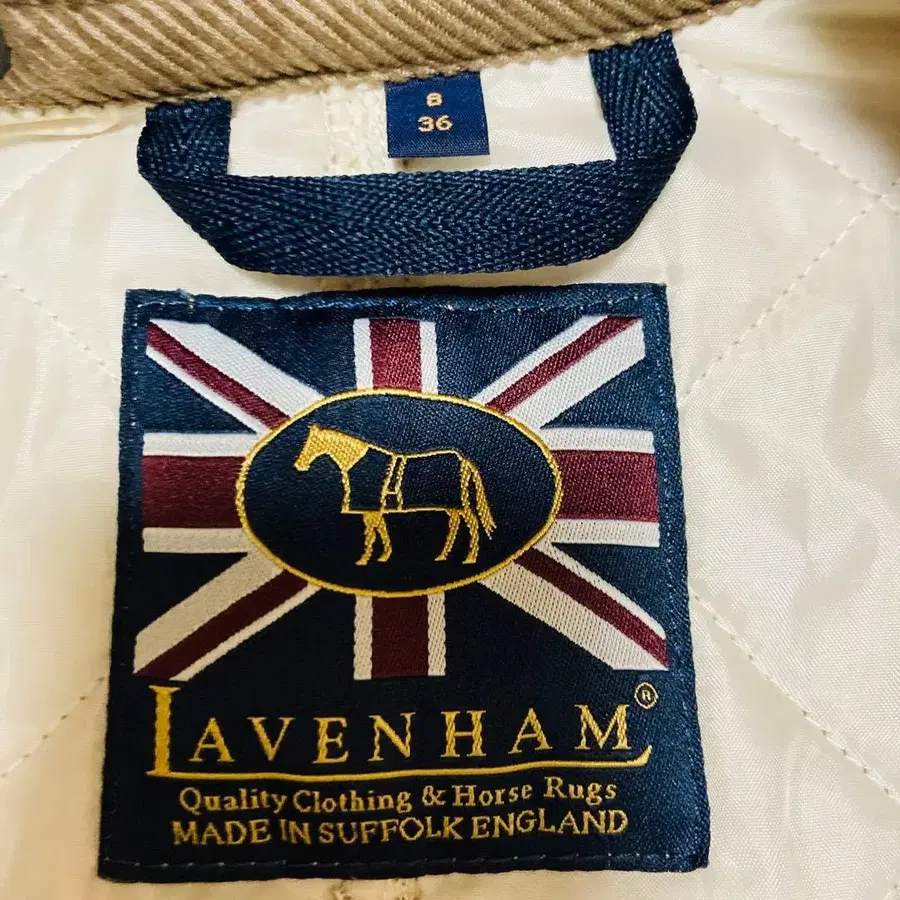 8
36
LAVENHAM®
Quality Clothing & Horse Rugs
MADE IN SUFFOLK ENGLAND